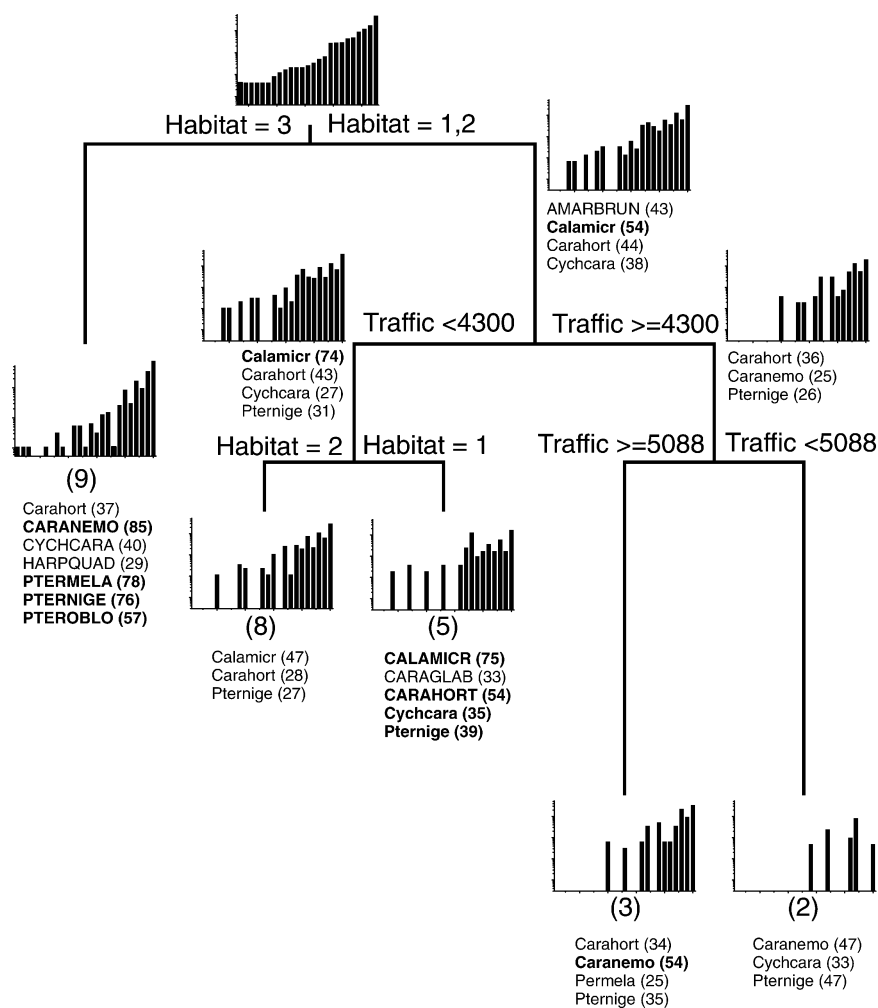 Habitat = 3
Habitat = 1,2
AMARBRUN (43)
Calamicr (54)
Carahort (44)
Cychcara (38)
Traffic <4300
Traffic >=4300
Calamicr (74)
Carahort (43)
Cychcara (27)
Pternige (31)
Carahort (36)
Caranemo (25)
Pternige (26)
Habitat = 2
Habitat = 1
Traffic >=5088
Traffic <5088
(9)
Carahort (37)
CARANEMO (85)
CYCHCARA (40)
HARPQUAD (29)
PTERMELA (78)
PTERNIGE (76)
PTEROBLO (57)
(8)
Calamicr (47)
Carahort (28)
Pternige (27)
(5)
CALAMICR (75)
CARAGLAB (33)
CARAHORT (54)
Cychcara (35)
Pternige (39)
(3)
Carahort (34)
Caranemo (54)
Permela (25)
Pternige (35)
(2)
Caranemo (47)
Cychcara (33)
Pternige (47)